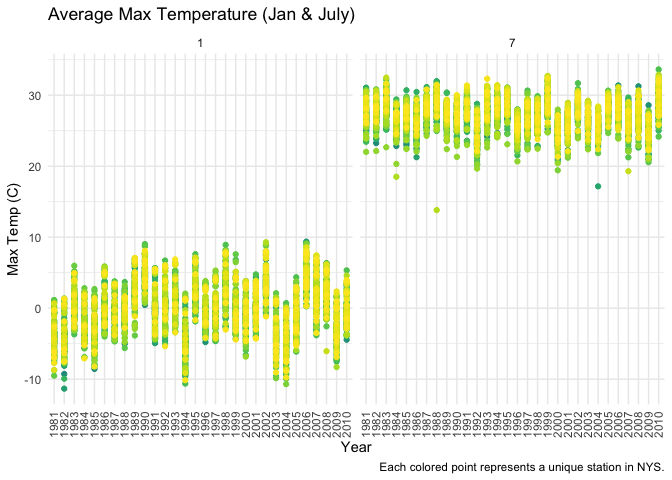 Average Max Temperature (Jan & July)
1
7
Max Temp (C)
30
20
10
0
-10
1981 1982 1983 1984 1985 1986 1987 1988 1989 1990 1991 1992 1993 1994 1995 1996 1997 1998 1999 2000 2001 2002 2003 2004 2005 2006 2007 2008 2009 2010
1981 1982 1983 1984 1985 1986 1987 1988 1989 1990 1991 1992 1993 1994 1995 1996 1997 1998 1999 2000 2001 2002 2003 2004 2005 2006 2007 2008 2009 2010
Year
Each colored point represents a unique station in NYS.